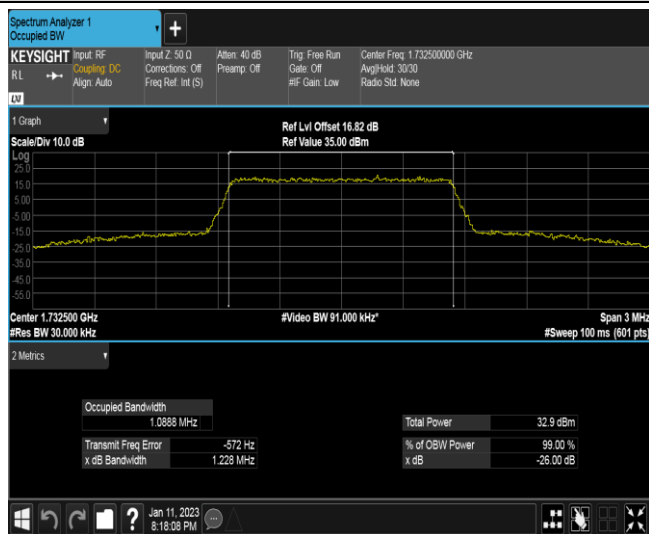 Spectrum Analyzer 1
Occupied BW
+
KEYSIGHT Input: RF Input Z: 50 Ω Atten: 40 dB Trig: Free Run Center Freq: 1.732500000 GHz
RL Coupling: DC Corrections: Off Preamp: Off Gate: Off Avg|Hold: 30/30
Align: Auto Freq Ref: Int (S) #IF Gain: Low Radio Std: None
LXI
1 Graph
Ref Lvl Offset 16.82 dB
Scale/Div 10.0 dB Ref Value 35.00 dBm
Log
25.0
15.0
5.00
-5.00
-15.0
-25.0
-35.0
-45.0
-55.0
Center 1.732500 GHz #Video BW 91.000 kHz* Span 3 MHz
#Res BW 30.000 kHz #Sweep 100 ms (601 pts)
2 Metrics
Occupied Bandwidth
1.0888 MHz Total Power 32.9 dBm
Transmit Freq Error -572 Hz % of OBW Power 99.00 %
x dB Bandwidth 1.228 MHz x dB -26.00 dB
? Jan 11, 2023
8:18:08 PM